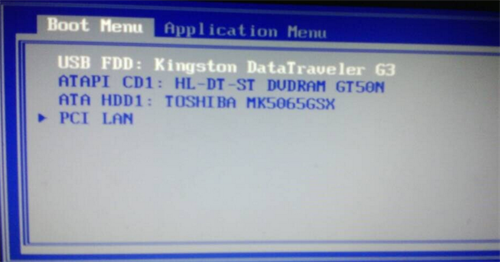 Boot Menu Application Menu
USB FDD: Kingston DataTraveler G3
ATAPI CD1: HL-DT-ST DVDRAM GT50N
ATA HDD1: TOSHIBA MK5065GSX
PCI LAN